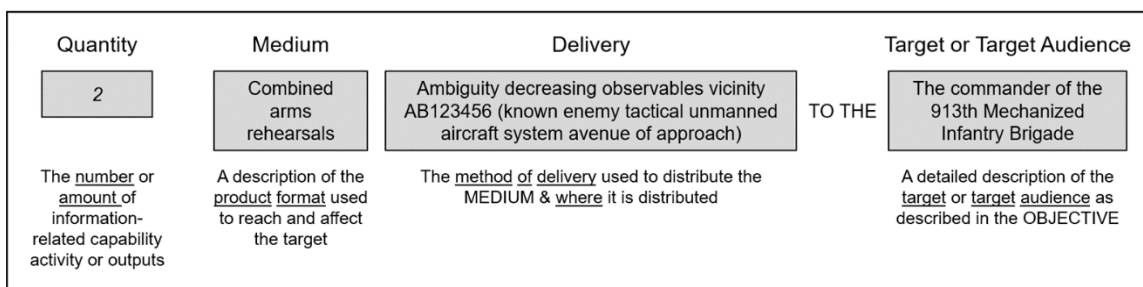 Quantity
Medium
Delivery
Target or Target Audience
2
Combined
arms
rehearsals
Ambiguity decreasing observables vicinity
AB123456 (known enemy tactical unmanned
aircraft system avenue of approach)
TO THE
The commander of the
913th Mechanized
Infantry Brigade
The number or
amount of
information-
related capability
activity or outputs
A description of the
product format used
to reach and affect
the target
The method of delivery used to distribute the
MEDIUM & where it is distributed
A detailed description of the
target or target audience as
described in the OBJECTIVE